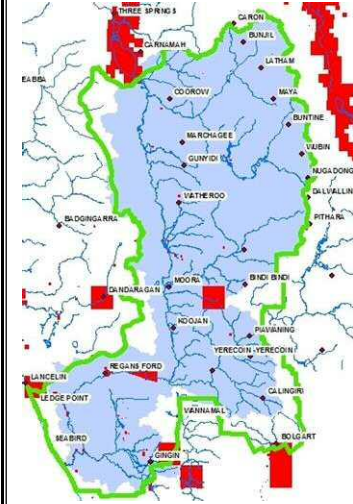 THREE SPRINGS
CARON
BUNJIL
CARNAMAH
LATHAM
EABBA
COOROW
MAYA
BUNTINE
MARCHAGEE
WUBIN
GUNYIDI
NUGADONG
DALWALLIN
WATHEROO
BADGINGARRA
PITHARA
MOORA
BINDI BINDI
DANDARAGAN
KOOJAN
PIAWANING
YERECOIN -YERECOIN
REGANS FORD
LANCELIN
CALINGIRI
LEDGE POINT
WANNAMAL
SEABIRD
BOLGART
GINGIN